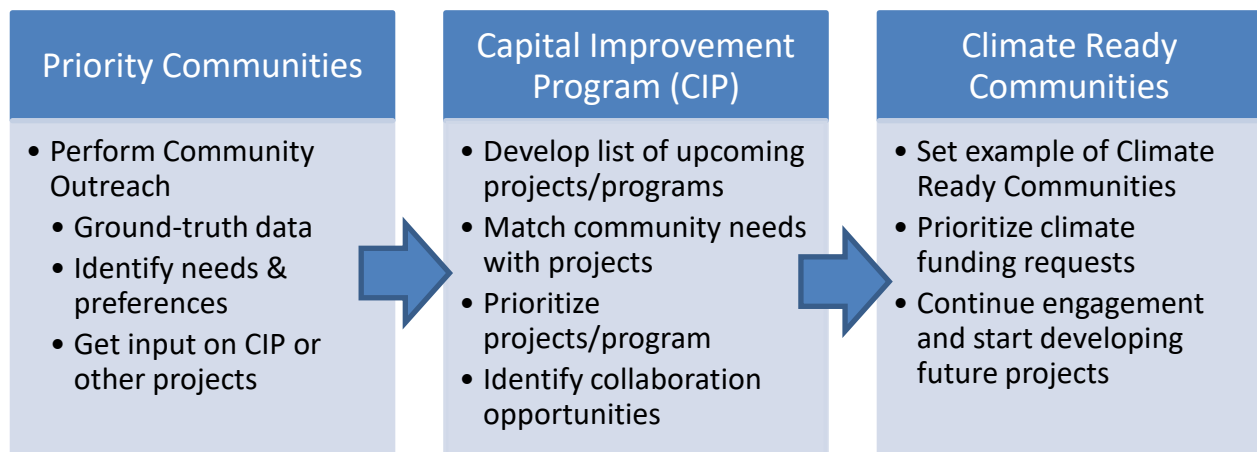 Priority Communities
• Perform Community
Outreach
• Ground-truth data
• Identify needs &
preferences
• Get input on CIP or
other projects
Capital Improvement
Program (CIP)
• Develop list of upcoming
projects/programs
• Match community needs
with projects
• Prioritize
projects/program
• Identify collaboration
opportunities
Climate Ready
Communities
• Set example of Climate
Ready Communities
• Prioritize climate
funding requests
• Continue engagement
and start developing
future projects